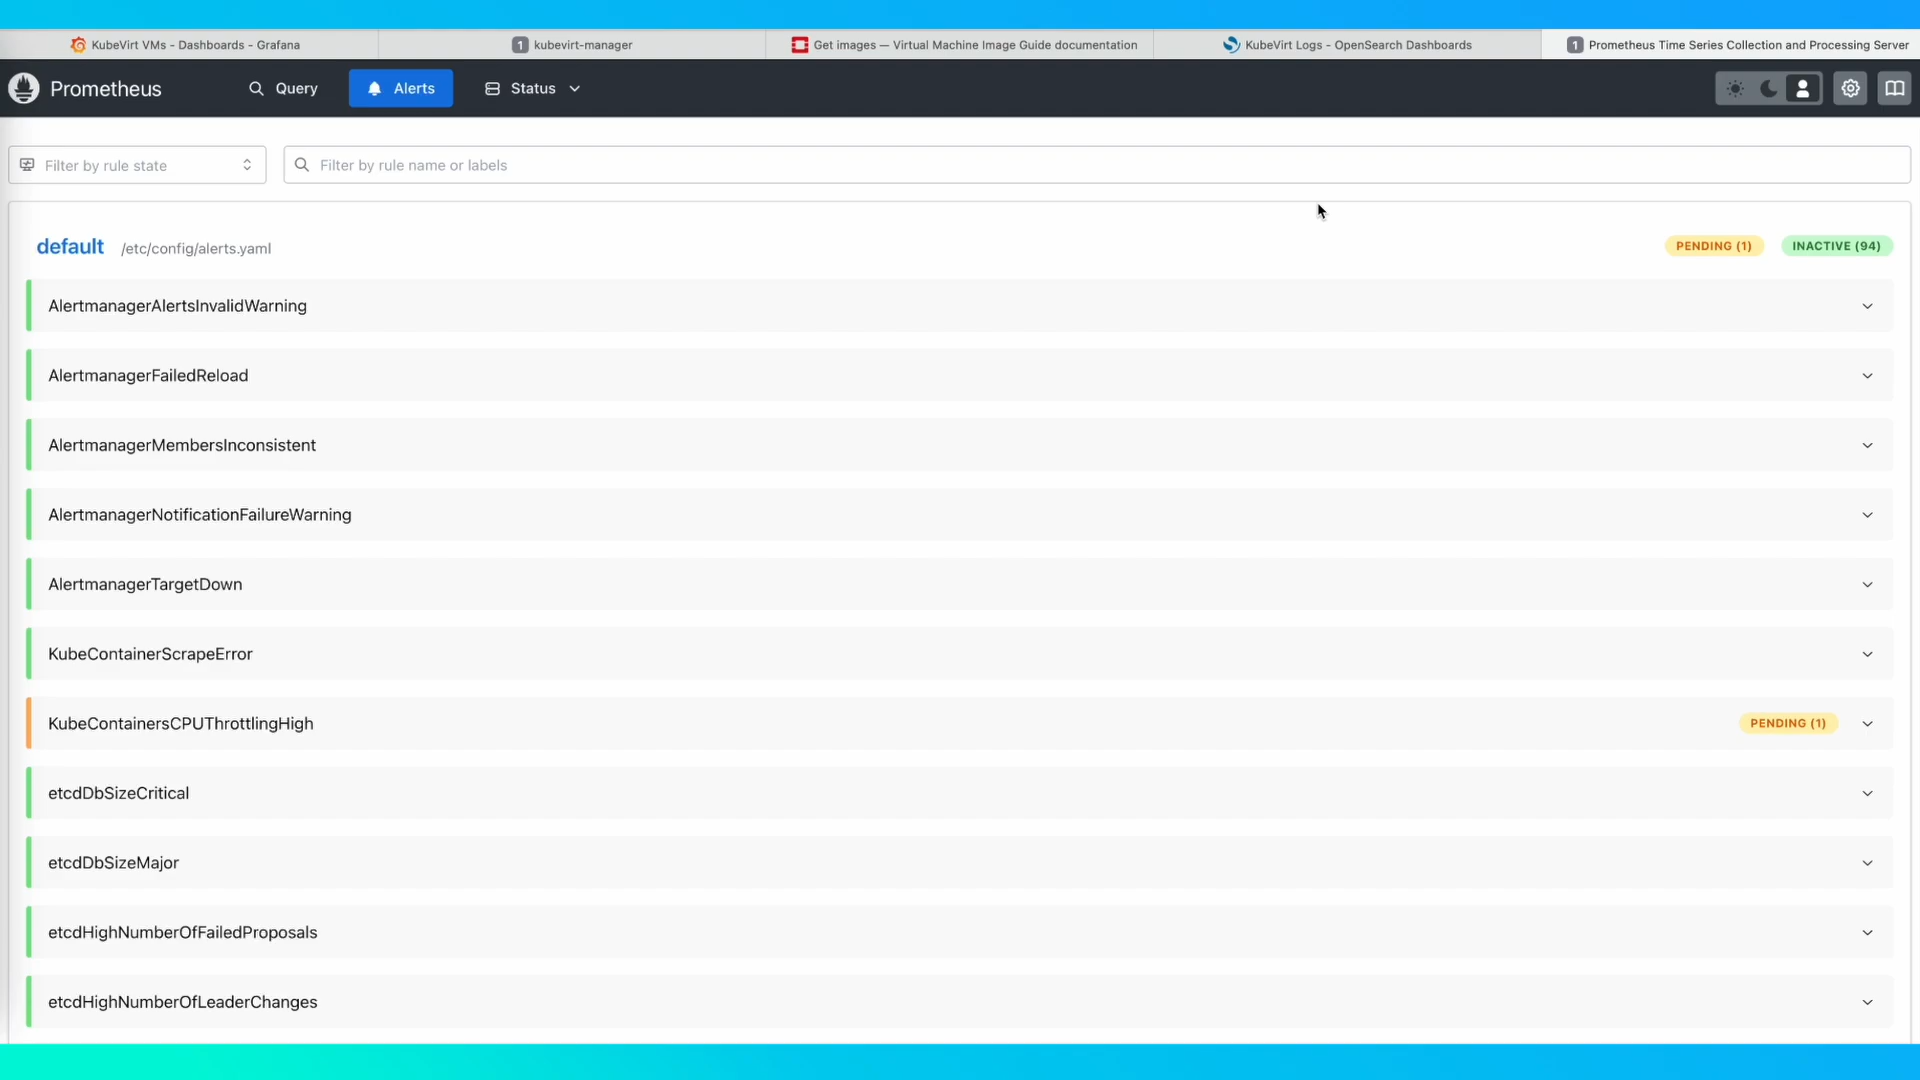 KubeVirt VMs - Dashboards - Grafana
1 kubevirt-manager
Get images — Virtual Machine Image Guide documentation
KubeVirt Logs - OpenSearch Dashboards
1 Prometheus Time Series Collection and Processing Server
Prometheus
Query
Alerts
Status
Filter by rule state
Filter by rule name or labels
default /etc/config/alerts.yaml
PENDING (1)
INACTIVE (94)
AlertmanagerAlertsInvalidWarning
AlertmanagerFailedReload
AlertmanagerMembersInconsistent
AlertmanagerNotificationFailureWarning
AlertmanagerTargetDown
KubeContainerScrapeError
KubeContainersCPUThrottlingHigh
PENDING (1)
etcdDbSizeCritical
etcdDbSizeMajor
etcdHighNumberOfFailedProposals
etcdHighNumberOfLeaderChanges